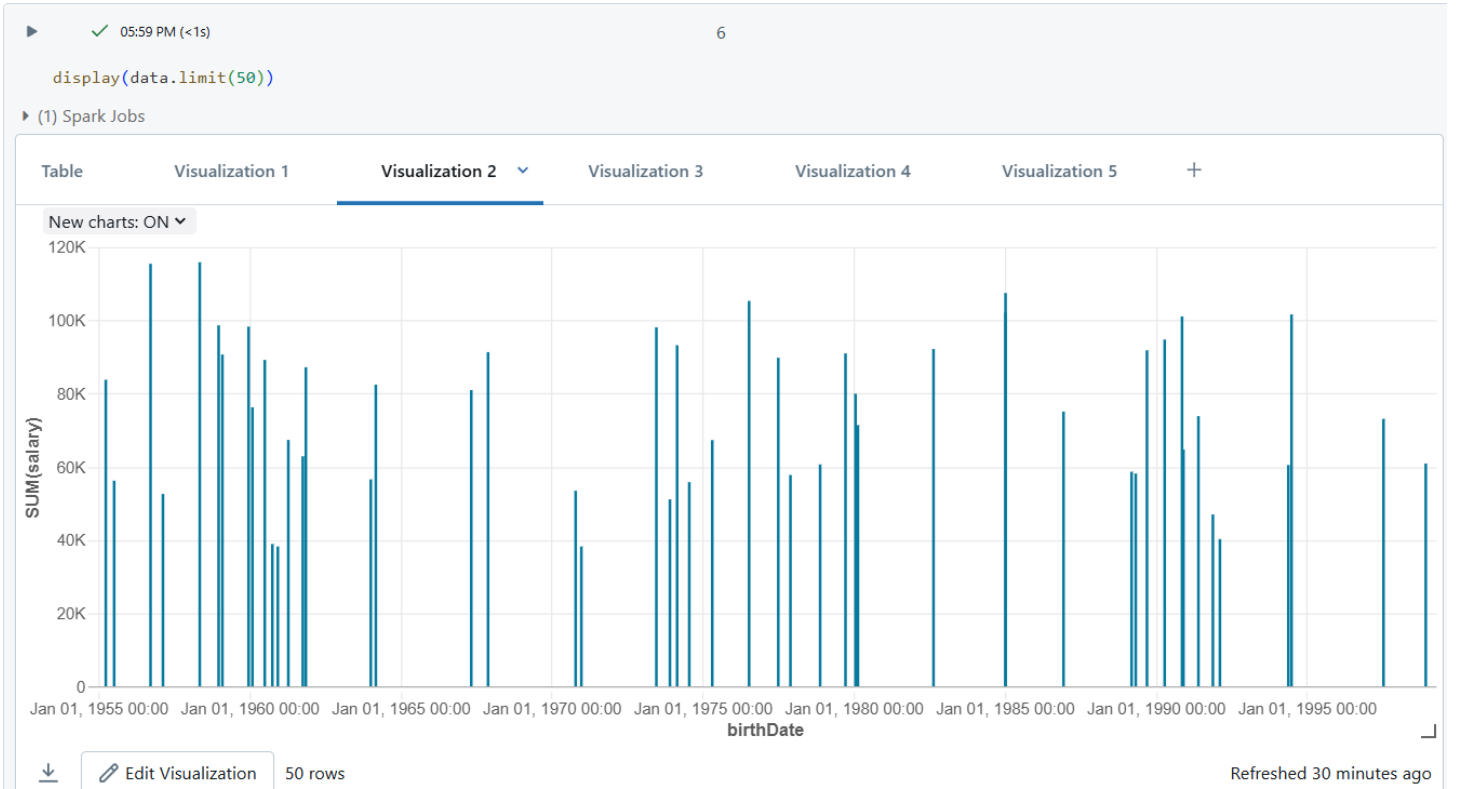 05:59 PM (<1s)
6
display(data.limit(50))
(1) Spark Jobs
Table Visualization 1 Visualization 2 Visualization 3 Visualization 4 Visualization 5 +
New charts: ON
120K
100K
80K
60K
40K
20K
0
SUM(salary)
Jan 01, 1955 00:00 Jan 01, 1960 00:00 Jan 01, 1965 00:00 Jan 01, 1970 00:00 Jan 01, 1975 00:00 Jan 01, 1980 00:00 Jan 01, 1985 00:00 Jan 01, 1990 00:00 Jan 01, 1995 00:00
birthDate
Edit Visualization 50 rows Refreshed 30 minutes ago